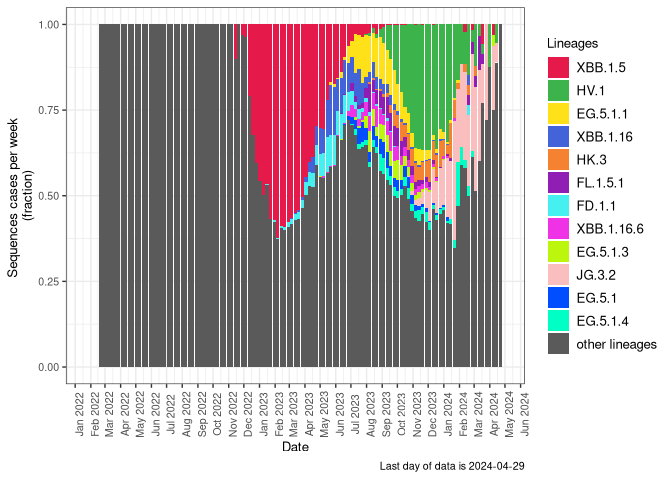 1.00
0.75
0.50
0.25
0.00
Sequences cases per week
(fraction)
Jan 2022
Feb 2022
Mar 2022
Apr 2022
May 2022
Jun 2022
Jul 2022
Aug 2022
Sep 2022
Oct 2022
Nov 2022
Dec 2022
Jan 2023
Feb 2023
Mar 2023
Apr 2023
May 2023
Jun 2023
Jul 2023
Aug 2023
Sep 2023
Oct 2023
Nov 2023
Dec 2023
Jan 2024
Feb 2024
Mar 2024
Apr 2024
May 2024
Jun 2024
Date
Lineages
XBB.1.5
HV.1
EG.5.1.1
XBB.1.16
HK.3
FL.1.5.1
FD.1.1
XBB.1.16.6
EG.5.1.3
JG.3.2
EG.5.1
EG.5.1.4
other lineages
Last day of data is 2024-04-29